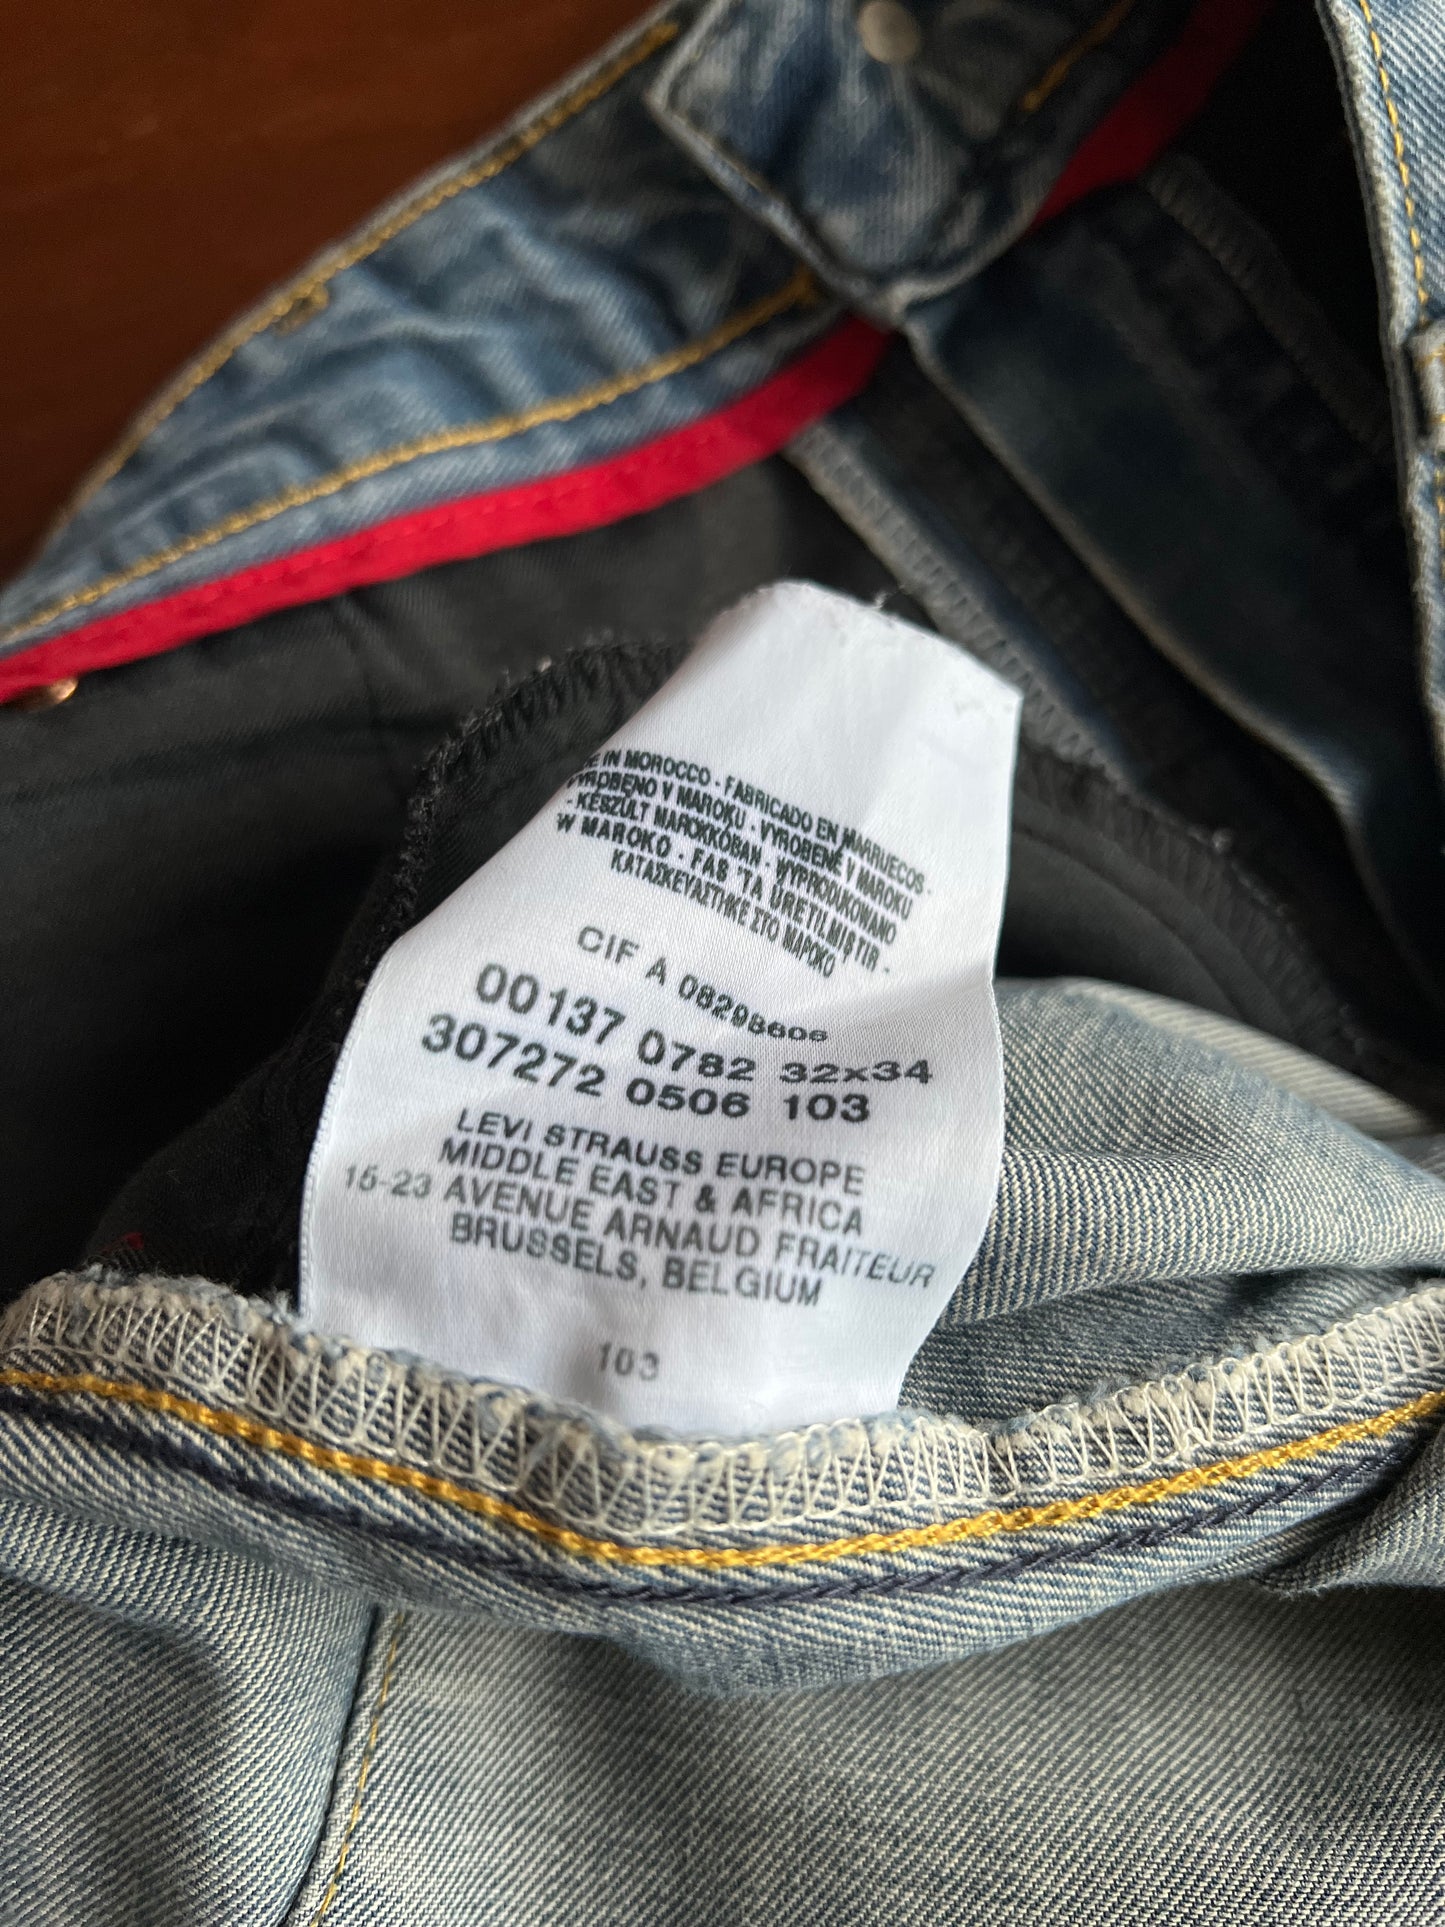 E IN MOROCCO - FABRICADO EN MARRUECOS -
VYROBENO V MAROKU - VYROBENÉ V MAROKU
- KÉSZÜLT MAROKKÓBAN - WYPRODUKOWANO
W MAROKO - FAS 'TA ÜRETILMIŞTIR -
ΚΑΤΑΣΚΕΥΑΣΤΗΚΕ ΣΤΟ ΜΑΡΟΚΟ
CIF A 08298606
00137 0782 32x34
307272 0506 103
LEVI STRAUSS EUROPE
MIDDLE EAST & AFRICA
15-23 AVENUE ARNAUD FRAITEUR
BRUSSELS, BELGIUM
103